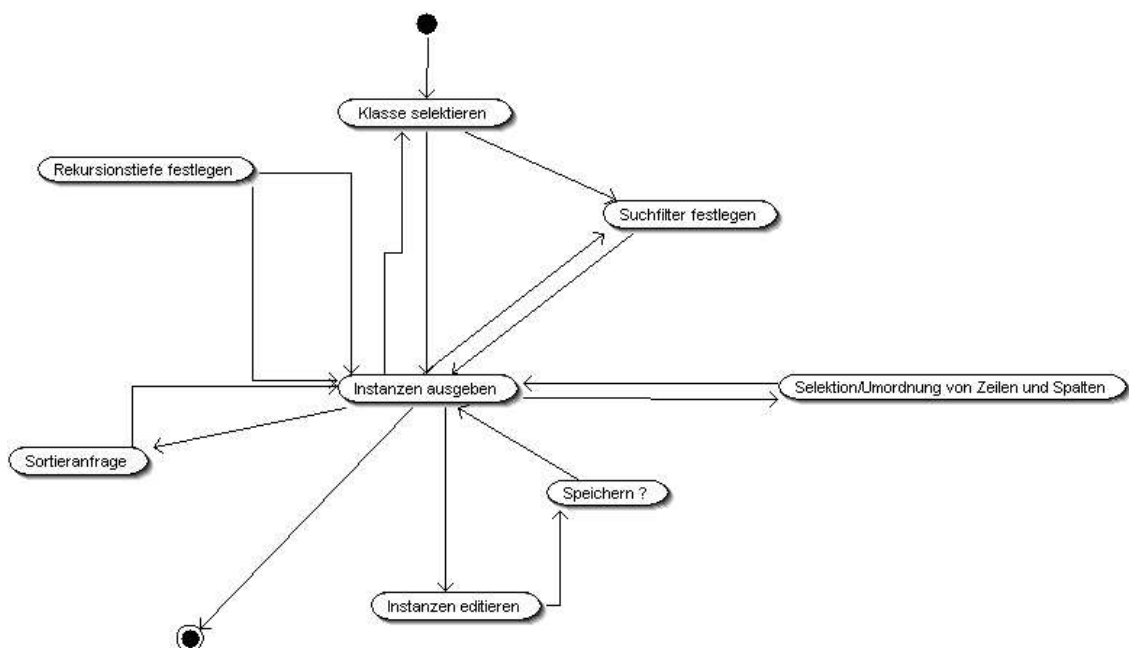 Klasse selektieren
Rekursionstiefe festlegen
Suchfilter festlegen
Instanzen ausgeben
Selektion/Umordnung von Zeilen und Spalten
Sortieranfrage
Speichern ?
Instanzen editieren